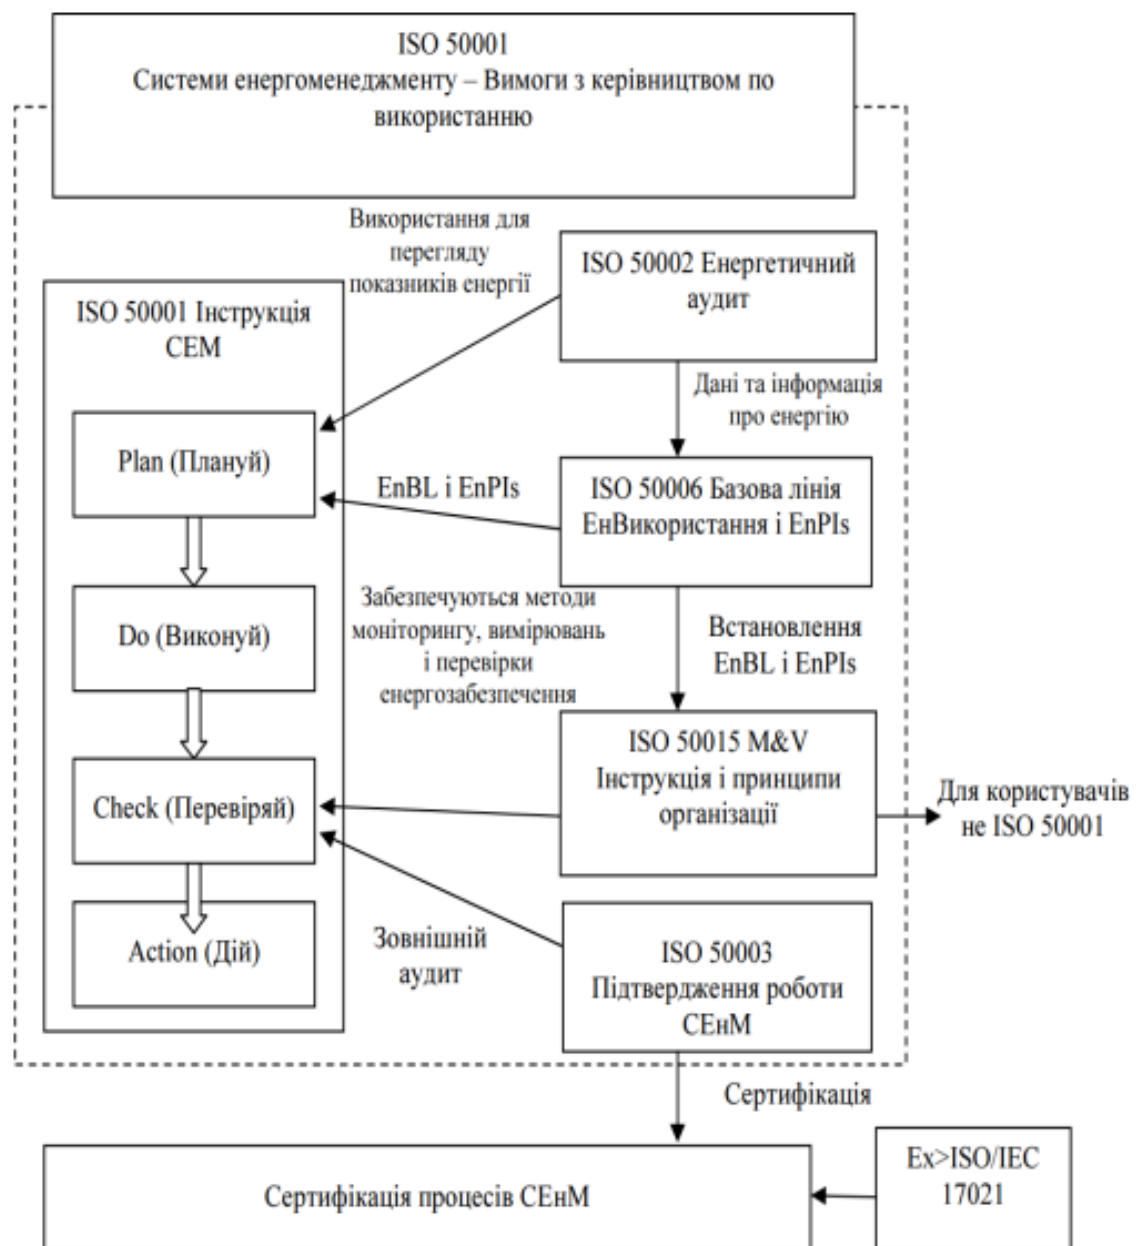 ISO 50001
Системи енергоменеджменту – Вимоги з керівництвом по
використанню
Використання для
перегляду
показників енергії
ISO 50002 Енергетичний
аудит
ISO 50001 Інструкція
СЕМ
Дані та інформація
про енергію
Plan (Плануй)
EnBL і EnPIs
ISO 50006 Базова лінія
ЕнВикористання і EnPIs
Do (Виконуй)
Забезпечуються методи
моніторингу, вимірювань
і перевірки
енергозабезпечення
Встановлення
EnBL і EnPIs
ISO 50015 M&V
Інструкція і принципи
організації
Check (Перевіряй)
Для користувачів
не ISO 50001
Action (Дій)
Зовнішній
аудит
ISO 50003
Підтвердження роботи
СЕнМ
Сертифікація
Сертифікація процесів СЕнМ
Ex>ISO/IEC
17021